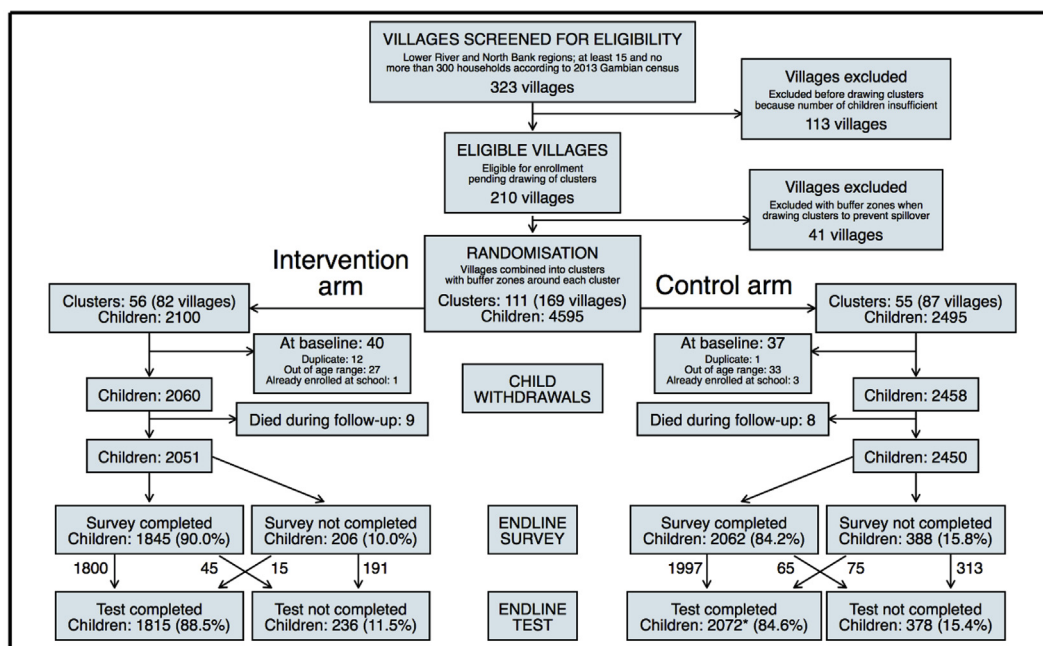 VILLAGES SCREENED FOR ELIGIBILITY
Lower River and North Bank regions; at least 15 and no
more than 300 households according to 2013 Gambian census
323 villages
Villages excluded
Excluded before drawing clusters
because number of children insufficient
113 villages
ELIGIBLE VILLAGES
Eligible for enrollment
pending drawing of clusters
210 villages
Villages excluded
Excluded with buffer zones when
drawing clusters to prevent spillover
41 villages
RANDOMISATION
Villages combined into clusters
with buffer zones around each cluster
Clusters: 111 (169 villages)
Children: 4595
Intervention
arm
Control arm
Clusters: 56 (82 villages)
Children: 2100
Clusters: 55 (87 villages)
Children: 2495
At baseline: 40
Duplicate: 12
Out of age range: 27
Already enrolled at school: 1
At baseline: 37
Duplicate: 1
Out of age range: 33
Already enrolled at school: 3
CHILD
WITHDRAWALS
Children: 2060
Children: 2458
Died during follow-up: 9
Died during follow-up: 8
Children: 2051
Children: 2450
Survey completed
Children: 1845 (90.0%)
Survey not completed
Children: 206 (10.0%)
ENDLINE
SURVEY
Survey completed
Children: 2062 (84.2%)
Survey not completed
Children: 388 (15.8%)
1800
45
15
191
1997
65
75
313
Test completed
Children: 1815 (88.5%)
Test not completed
Children: 236 (11.5%)
ENDLINE
TEST
Test completed
Children: 2072* (84.6%)
Test not completed
Children: 378 (15.4%)